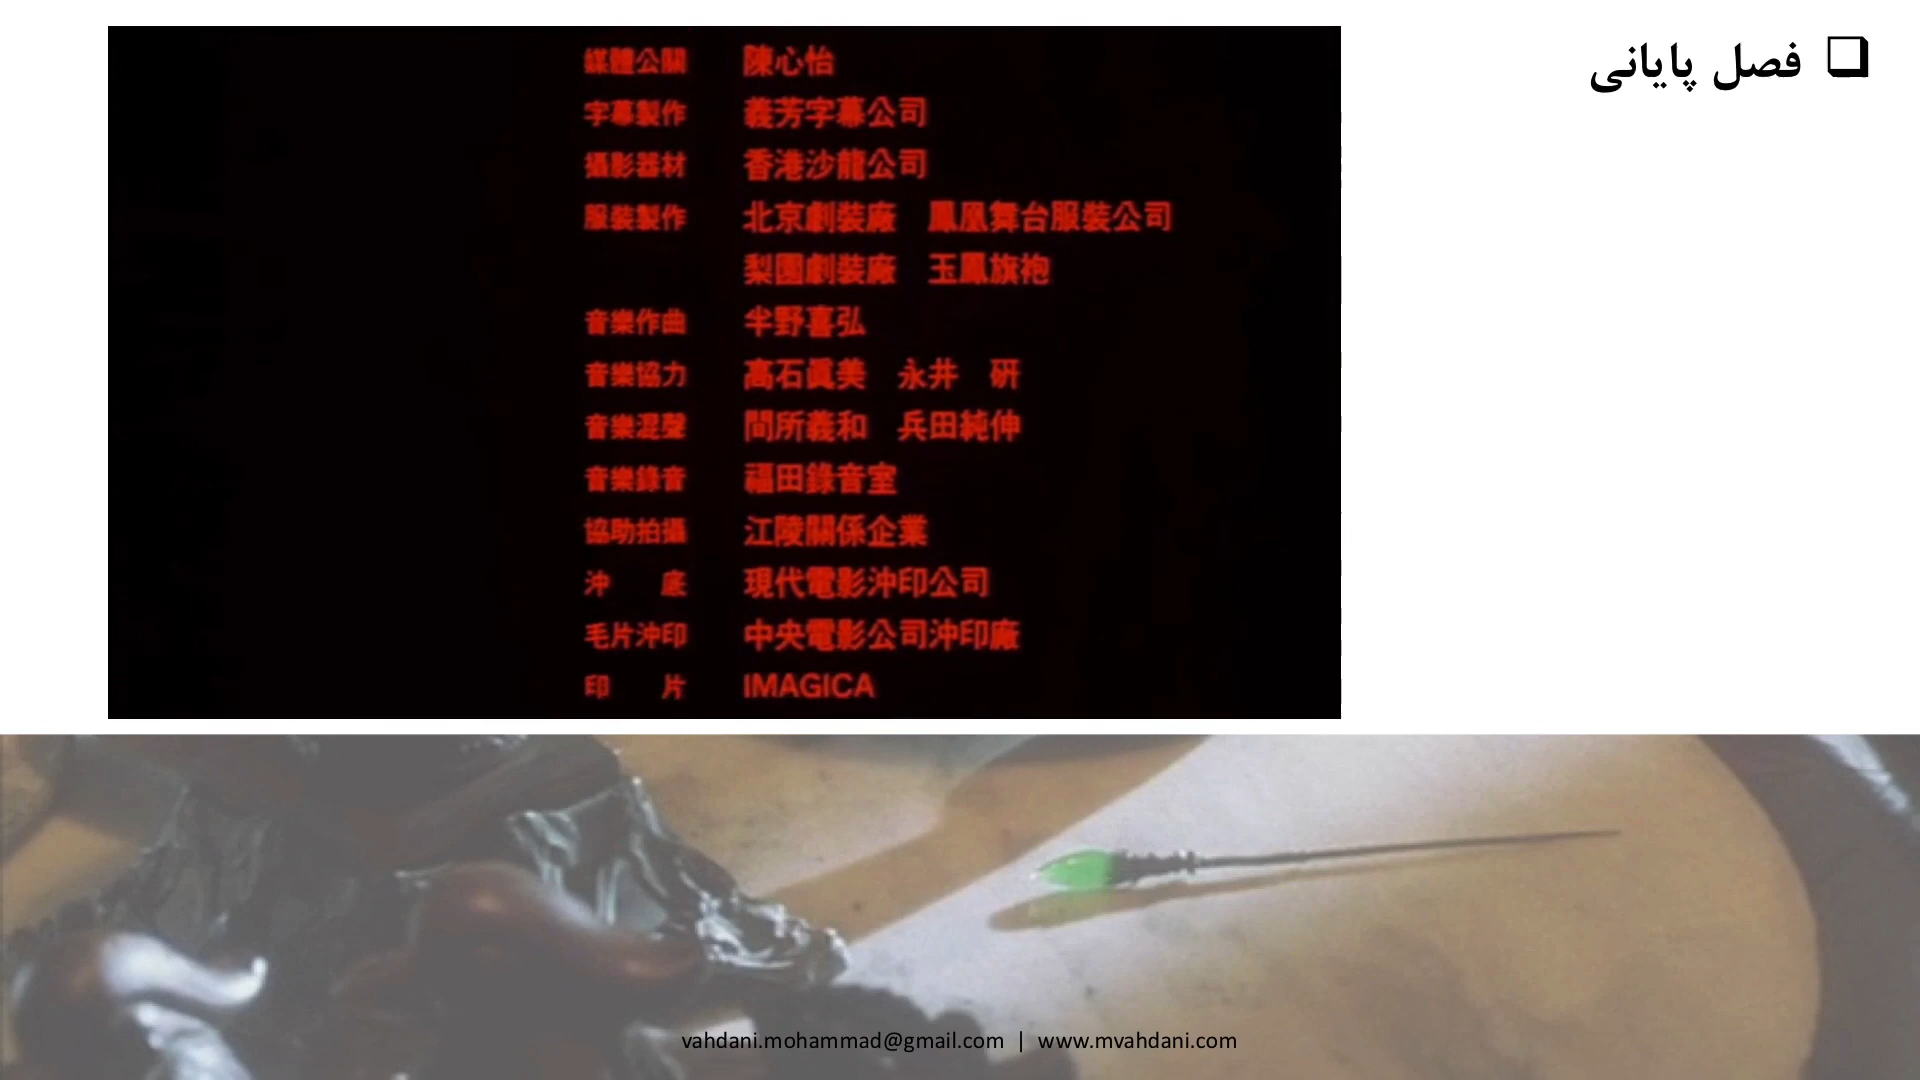 ❑ فصل پایانی
媒體公關 陳心怡
字幕製作 義芳字幕公司
攝影器材 香港沙龍公司
服裝製作 北京劇裝廠 鳳凰舞台服裝公司
梨園劇裝廠 玉鳳旗袍
音樂作曲 半野喜弘
音樂協力 高石眞美 永井 研
音樂混聲 間所義和 兵田純伸
音樂錄音 福田錄音室
協助拍攝 江陵關係企業
沖 底 現代電影沖印公司
毛片沖印 中央電影公司沖印廠
印 片 IMAGICA
vahdani.mohammad@gmail.com | www.mvahdani.com